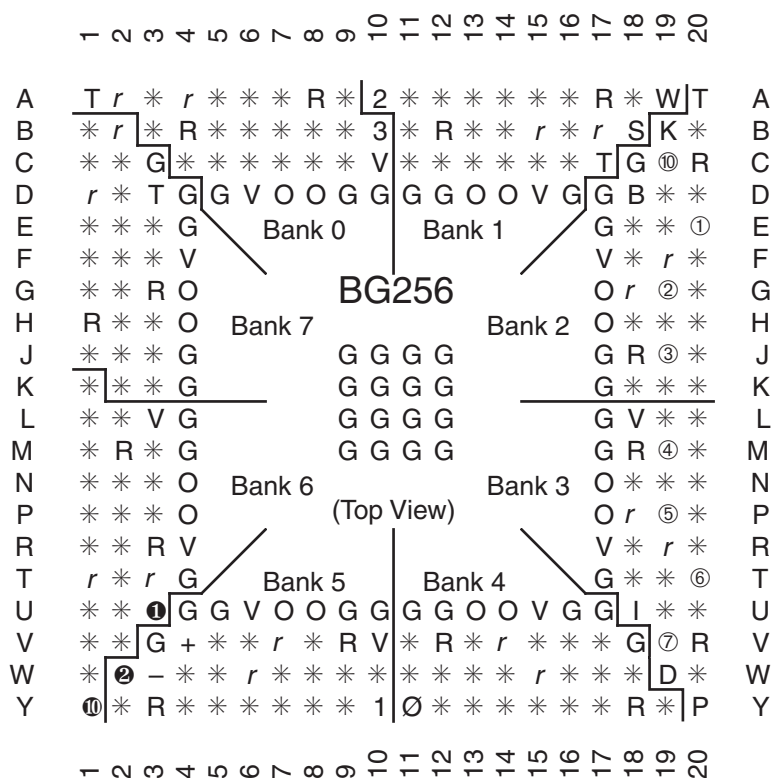 1 2 3 4 5 6 7 8 9 10 11 12 13 14 15 16 17 18 19 20
A T r ✳ r ✳ ✳ ✳ R ✳ 2 ✳ ✳ ✳ ✳ ✳ ✳ R ✳ W T A
B ✳ r ✳ R ✳ ✳ ✳ ✳ ✳ 3 ✳ R ✳ ✳ r ✳ r S K ✳ B
C ✳ ✳ G ✳ ✳ ✳ ✳ ✳ ✳ V ✳ ✳ ✳ ✳ ✳ ✳ T G ⑩ R C
D r ✳ T G G V O O G G G G O O V G G B ✳ ✳ D
E ✳ ✳ ✳ G Bank 0 Bank 1 G ✳ ✳ ① E
F ✳ ✳ ✳ V V ✳ r ✳ F
G ✳ ✳ R O BG256 O r ② ✳ G
H R ✳ ✳ O Bank 7 Bank 2 O ✳ ✳ ✳ H
J ✳ ✳ ✳ G G G G G G R ③ ✳ J
K ✳ ✳ ✳ G G G G G G ✳ ✳ ✳ K
L ✳ ✳ V G G G G G G V ✳ ✳ L
M ✳ R ✳ G G G G G G R ④ ✳ M
N ✳ ✳ ✳ O Bank 6 Bank 3 O ✳ ✳ ✳ N
P ✳ ✳ ✳ O (Top View) O r ⑤ ✳ P
R ✳ ✳ R V V ✳ r ✳ R
T r ✳ r G Bank 5 Bank 4 G ✳ ✳ ⑥ T
U ✳ ✳ ❶ G G V O O G G G G O O V G G I ✳ ✳ U
V ✳ ✳ G + ✳ ✳ r ✳ R V ✳ R ✳ r ✳ ✳ ✳ G ⑦ R V
W ✳ ❷ – ✳ ✳ r ✳ ✳ ✳ ✳ ✳ ✳ ✳ ✳ r ✳ ✳ ✳ D ✳ W
Y ❿ ✳ R ✳ ✳ ✳ ✳ ✳ ✳ 1 Ø ✳ ✳ ✳ ✳ ✳ ✳ R ✳ P Y
1 2 3 4 5 6 7 8 9 10 11 12 13 14 15 16 17 18 19 20